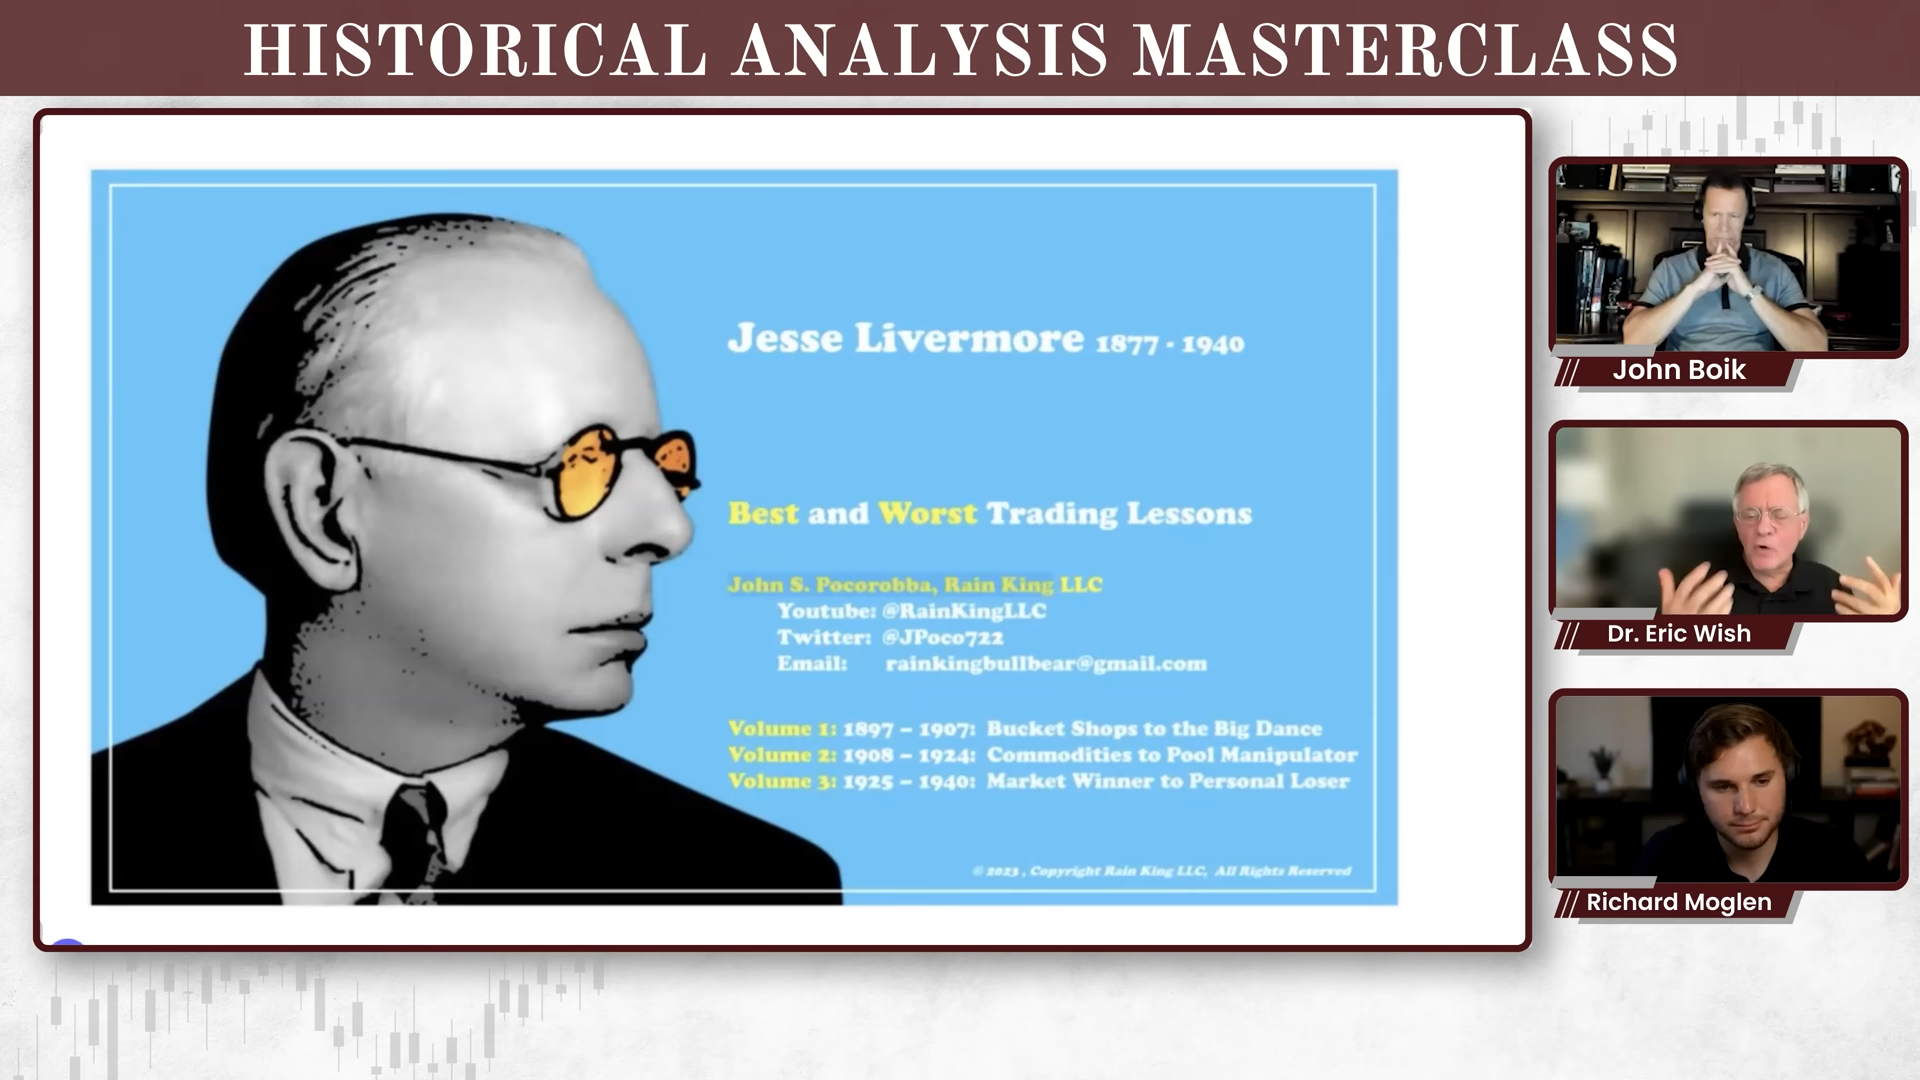 HISTORICAL ANALYSIS MASTERCLASS
Jesse Livermore 1877 - 1940
Best and Worst Trading Lessons
John S. Pocorobba, Rain King LLC
Youtube: @RainKingLLC
Twitter: @JPoco722
Email: rainkingbullbear@gmail.com
Volume 1: 1897 – 1907: Bucket Shops to the Big Dance
Volume 2: 1908 – 1924: Commodities to Pool Manipulator
Volume 3: 1925 – 1940: Market Winner to Personal Loser
© 2023 , Copyright Rain King LLC, All Rights Reserved
John Boik
Dr. Eric Wish
Richard Moglen